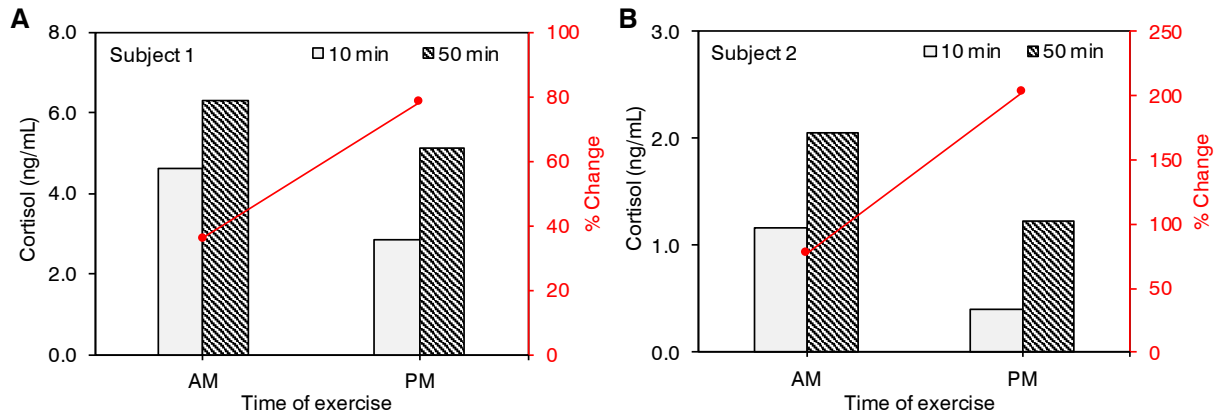 A
Subject 1
10 min
50 min
Cortisol (ng/mL)
8.0
6.0
4.0
2.0
0.0
100
80
60
40
20
0
% Change
AM
PM
Time of exercise
B
Subject 2
10 min
50 min
Cortisol (ng/mL)
3.0
2.0
1.0
0.0
250
200
150
100
50
0
% Change
AM
PM
Time of exercise